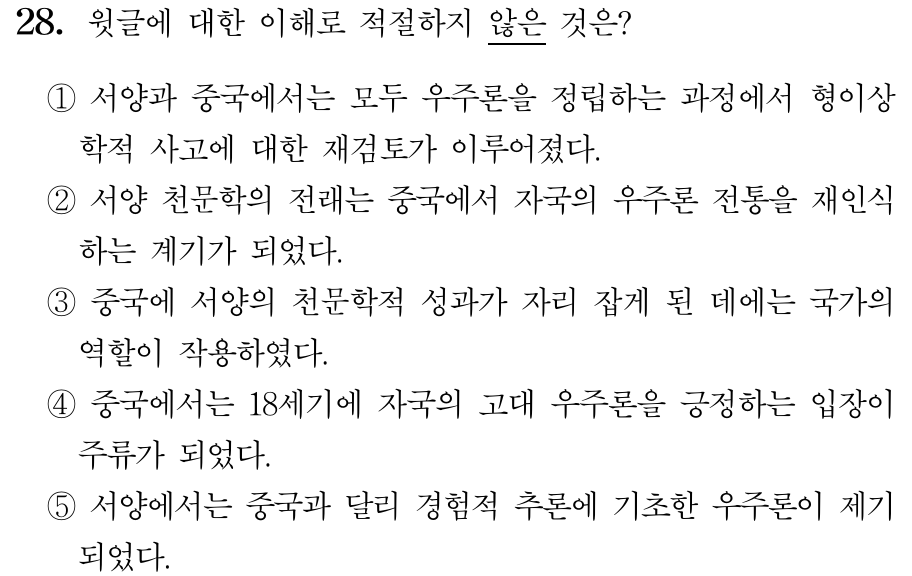 28. 윗글에 대한 이해로 적절하지 않은 것은?
① 서양과 중국에서는 모두 우주론을 정립하는 과정에서 형이상
학적 사고에 대한 재검토가 이루어졌다.
② 서양 천문학의 전래는 중국에서 자국의 우주론 전통을 재인식
하는 계기가 되었다.
③ 중국에 서양의 천문학적 성과가 자리 잡게 된 데에는 국가의
역할이 작용하였다.
④ 중국에서는 18세기에 자국의 고대 우주론을 긍정하는 입장이
주류가 되었다.
⑤ 서양에서는 중국과 달리 경험적 추론에 기초한 우주론이 제기
되었다.